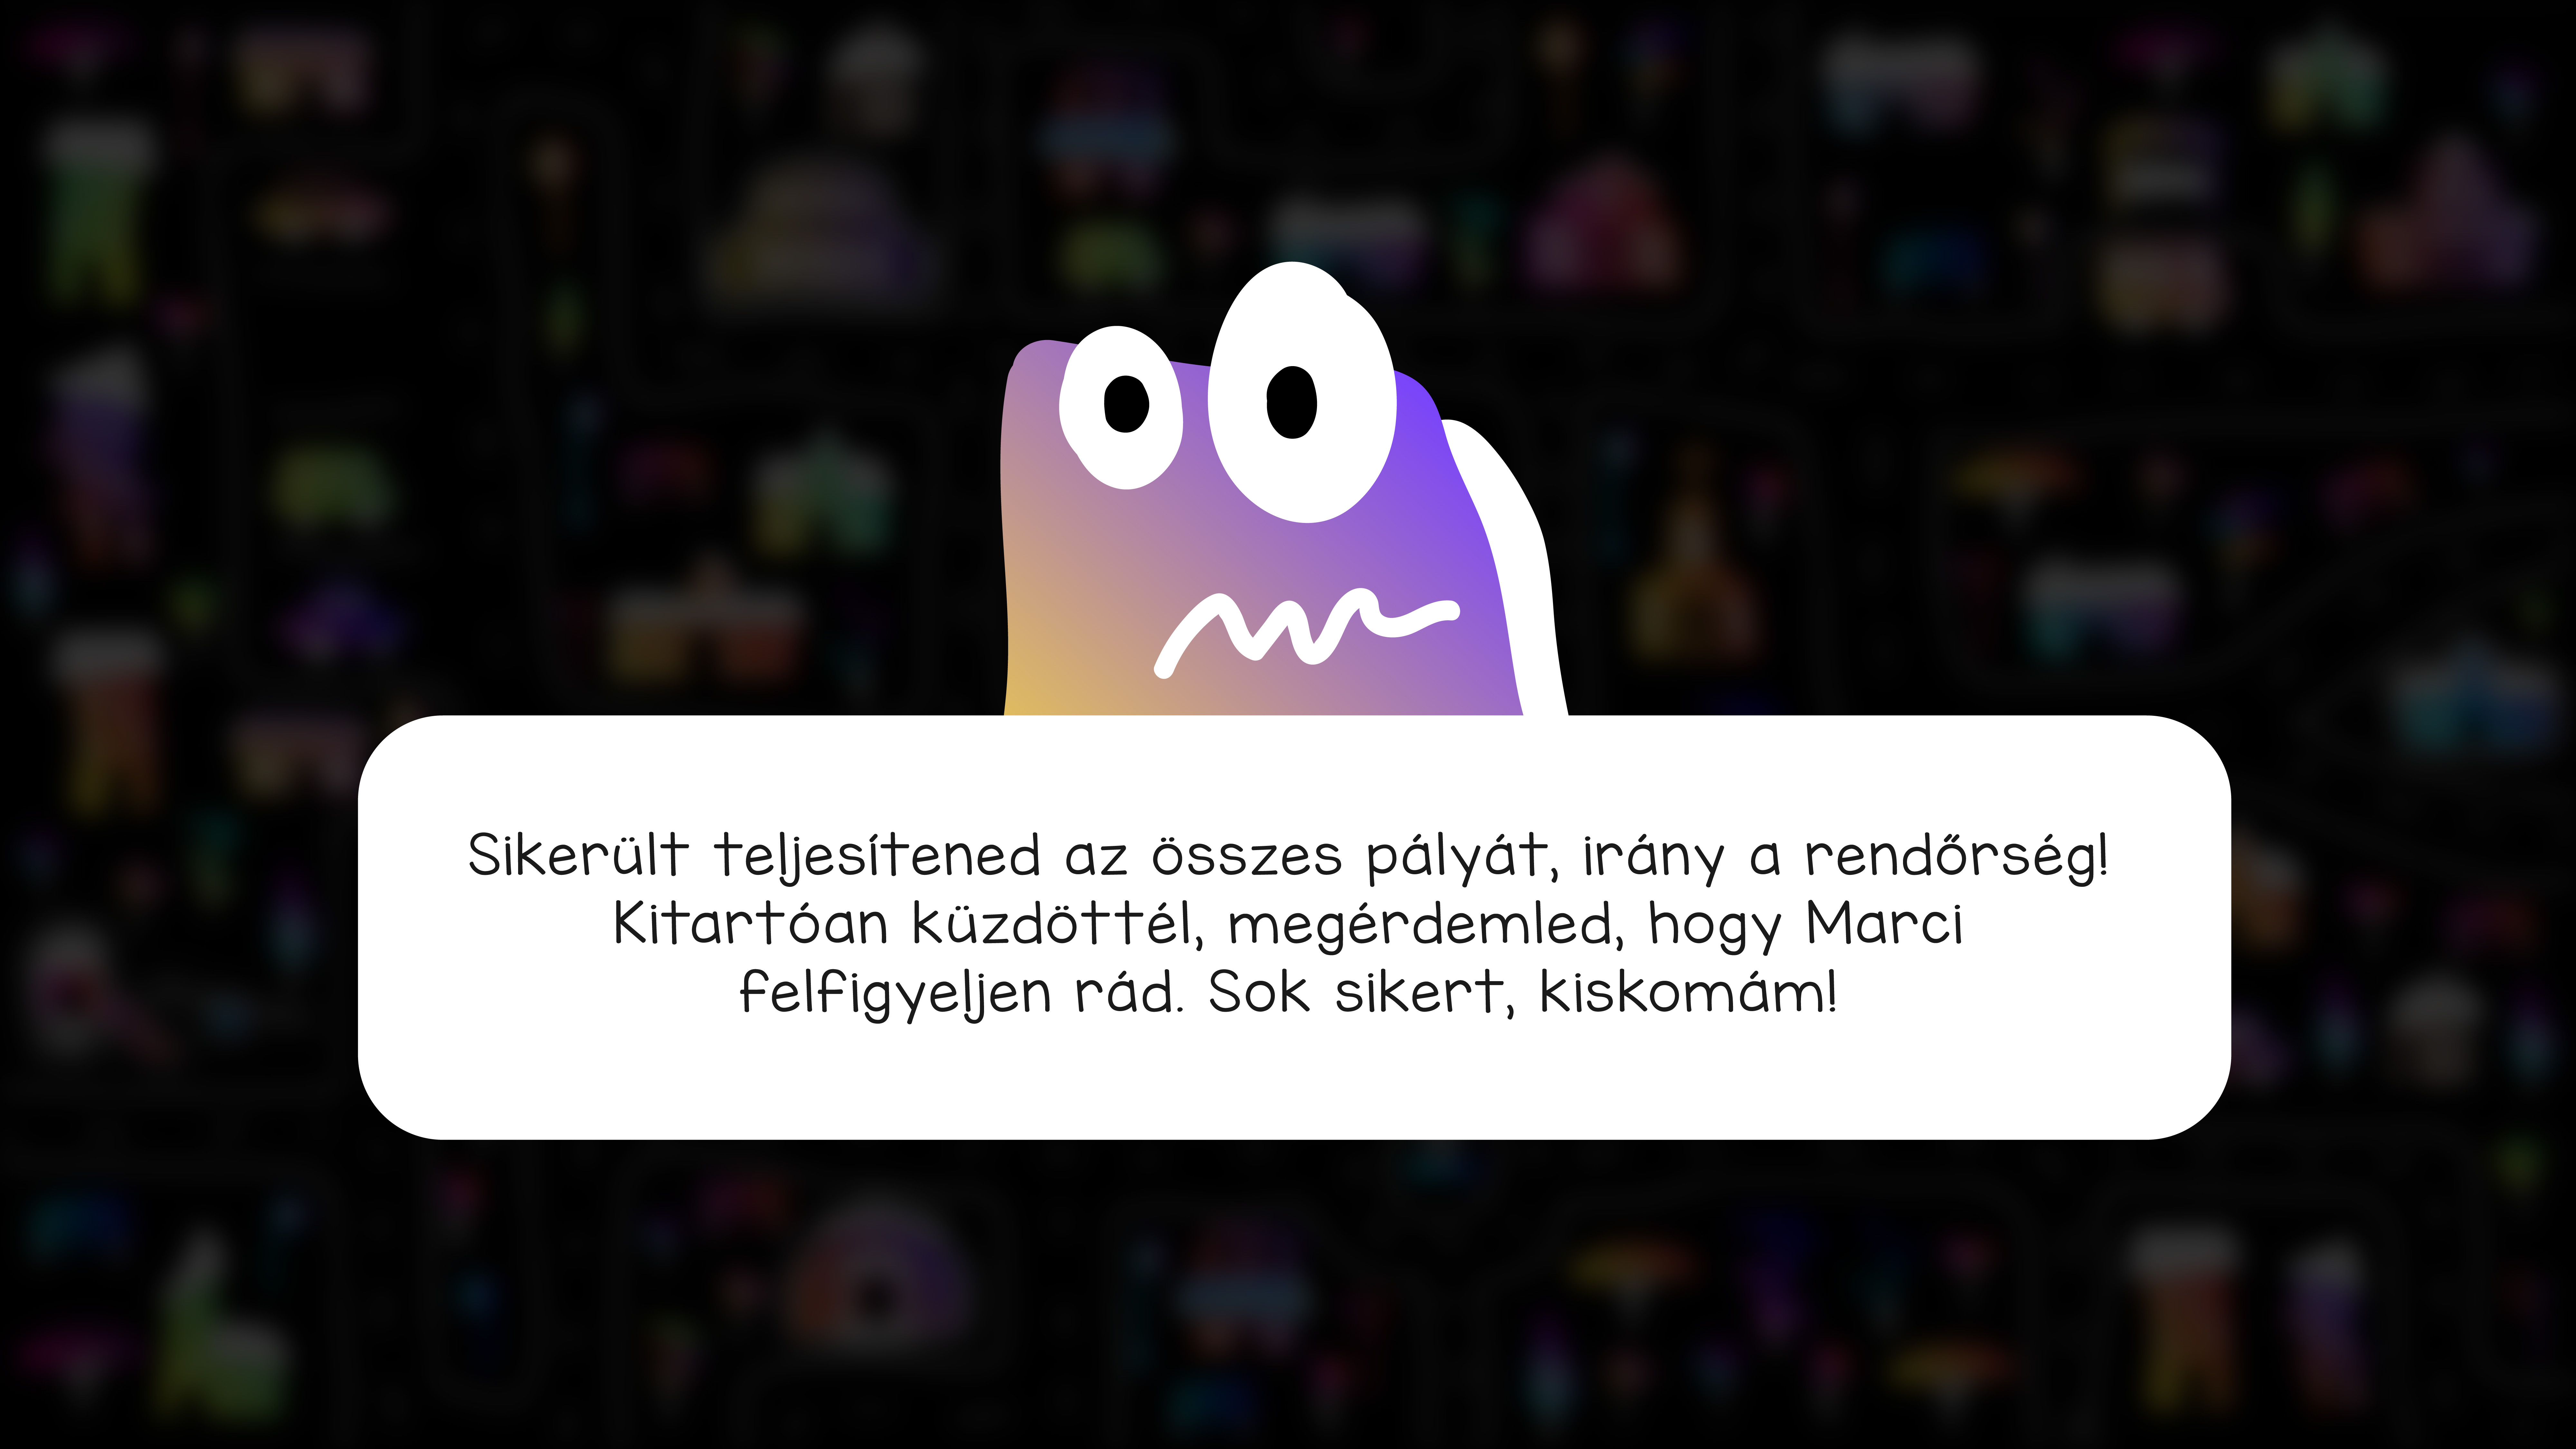 Sikerült teljesítened az összes pályát, irány a rendőrség!
Kitartóan küzdöttél, megérdemled, hogy Marci
felfigyeljen rád. Sok sikert, kiskomám!